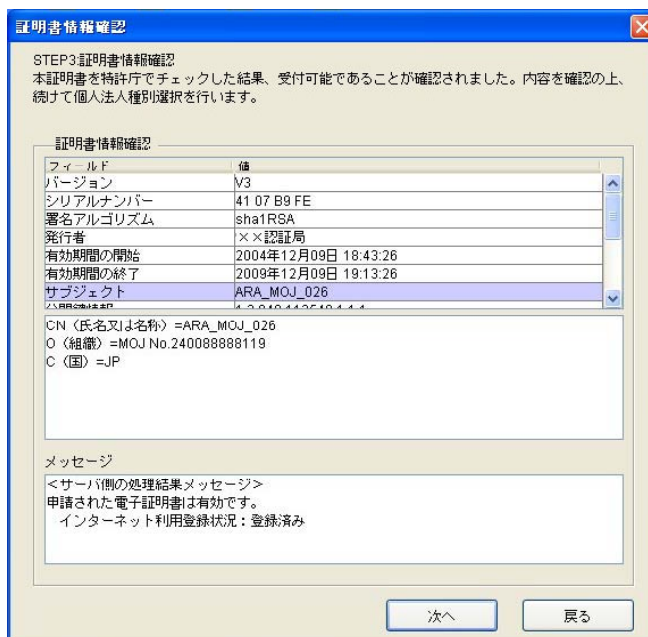 証明書情報確認
STEP3:証明書情報確認
本証明書を特許庁でチェックした結果、受付可能であることが確認されました。内容を確認の上、
続けて個人法人種別選択を行います。
証明書情報確認
フィールド 値
バージョン V3
シリアルナンバー 41 07 B9 FE
署名アルゴリズム sha1RSA
発行者 ××認証局
有効期間の開始 2004年12月09日 18:43:26
有効期間の終了 2009年12月09日 19:13:26
サブジェクト ARA_MOJ_026
CN（氏名又は名称）=ARA_MOJ_026
O（組織）=MOJ No.240088888119
C（国）=JP
メッセージ
＜サーバ側の処理結果メッセージ＞
申請された電子証明書は有効です。
インターネット利用登録状況：登録済み
次へ 戻る